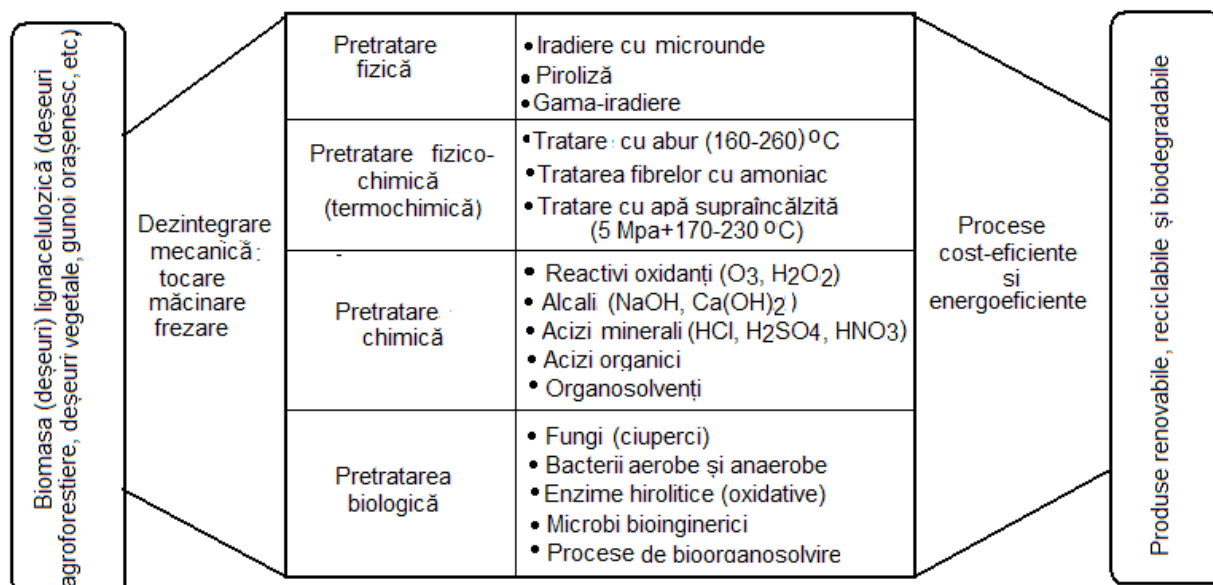 Biomasa (deșeuri) lignacelulozică (deșeuri
agroforestiere, deșeuri vegetale, gunoi orașenesc, etc)
Dezintegrare
mecanică:
tocare
măcinare
frezare
Pretratare
fizică
• Iradiere cu microunde
• Piroliză
• Gama-iradiere
Pretratare fizico-
chimică
(termochimică)
• Tratare cu abur (160-260) ºC
• Tratarea fibrelor cu amoniac
• Tratare cu apă supraîncălzită
(5 Mpa+170-230 ºC)
Pretratare
chimică
• Reactivi oxidanți (O3, H2O2)
• Alcali (NaOH, Ca(OH)2 )
• Acizi minerali (HCl, H2SO4, HNO3)
• Acizi organici
• Organosolvenți
Pretratarea
biologică
• Fungi (ciuperci)
• Bacterii aerobe și anaerobe
• Enzime hirolitice (oxidative)
• Microbi bioinginerici
• Procese de bioorganosolvire
Procese
cost-eficiente
si
energoeficiente
Produse renovabile, reciclabile și biodegradabile